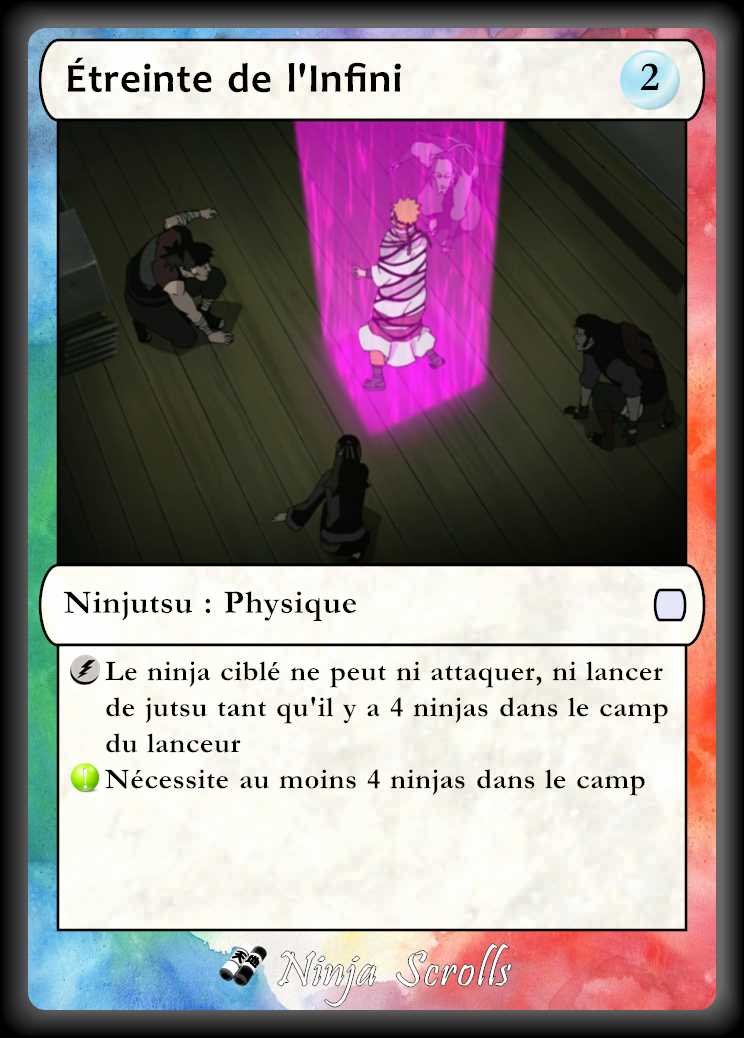 Étreinte de l'Infini
2
Ninjutsu : Physique
Le ninja ciblé ne peut ni attaquer, ni lancer
de jutsu tant qu'il y a 4 ninjas dans le camp
du lanceur
! Nécessite au moins 4 ninjas dans le camp
Ninja Scrolls